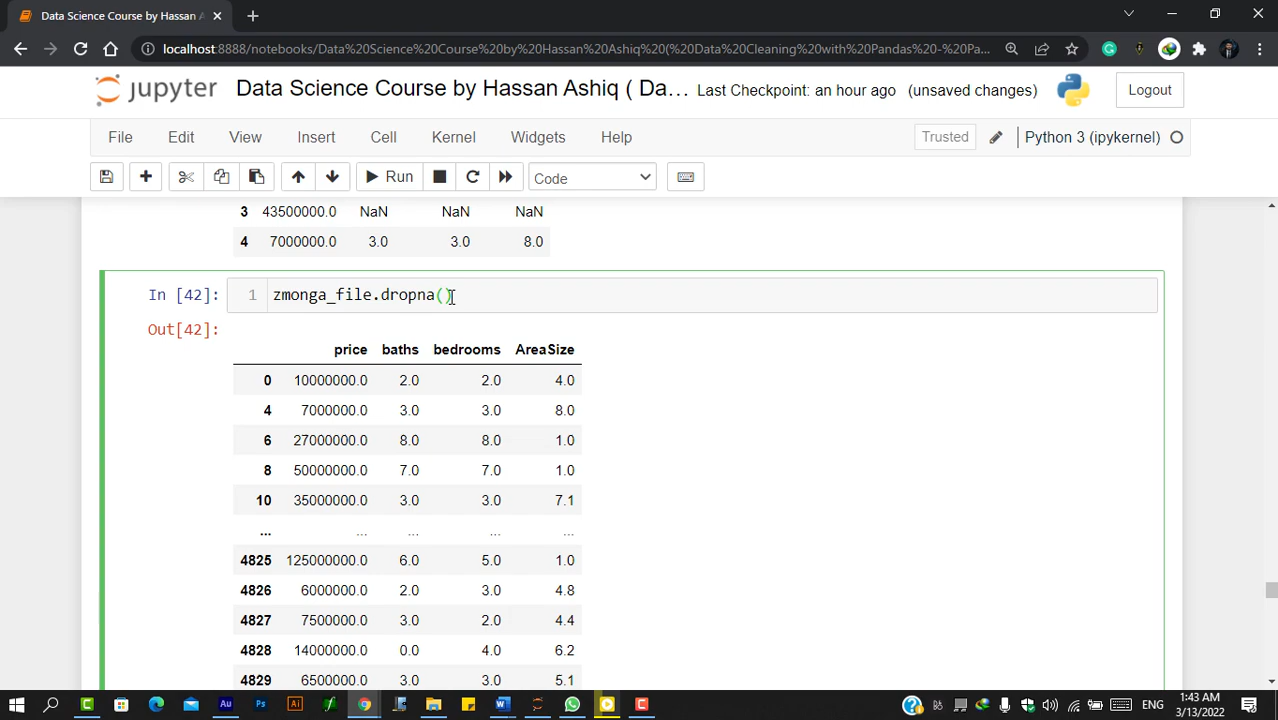 Data Science Course by Hassan A
localhost:8888/notebooks/Data%20Science%20Course%20by%20Hassan%20Ashiq%20(%20Data%20Cleaning%20with%20Pandas%20-%20Pa...
jupyter Data Science Course by Hassan Ashiq ( Da... Last Checkpoint: an hour ago (unsaved changes) Logout
File Edit View Insert Cell Kernel Widgets Help Trusted Python 3 (ipykernel)
Run Code
3 43500000.0 NaN NaN NaN
4 7000000.0 3.0 3.0 8.0
In [42]: 1 zmonga_file.dropna()
Out[42]:
price baths bedrooms AreaSize
0 10000000.0 2.0 2.0 4.0
4 7000000.0 3.0 3.0 8.0
6 27000000.0 8.0 8.0 1.0
8 50000000.0 7.0 7.0 1.0
10 35000000.0 3.0 3.0 7.1
... ... ... ... ...
4825 125000000.0 6.0 5.0 1.0
4826 6000000.0 2.0 3.0 4.8
4827 7500000.0 3.0 2.0 4.4
4828 14000000.0 0.0 4.0 6.2
4829 6500000.0 3.0 3.0 5.1
Au Ps Ai ENG 1:43 AM
3/13/2022